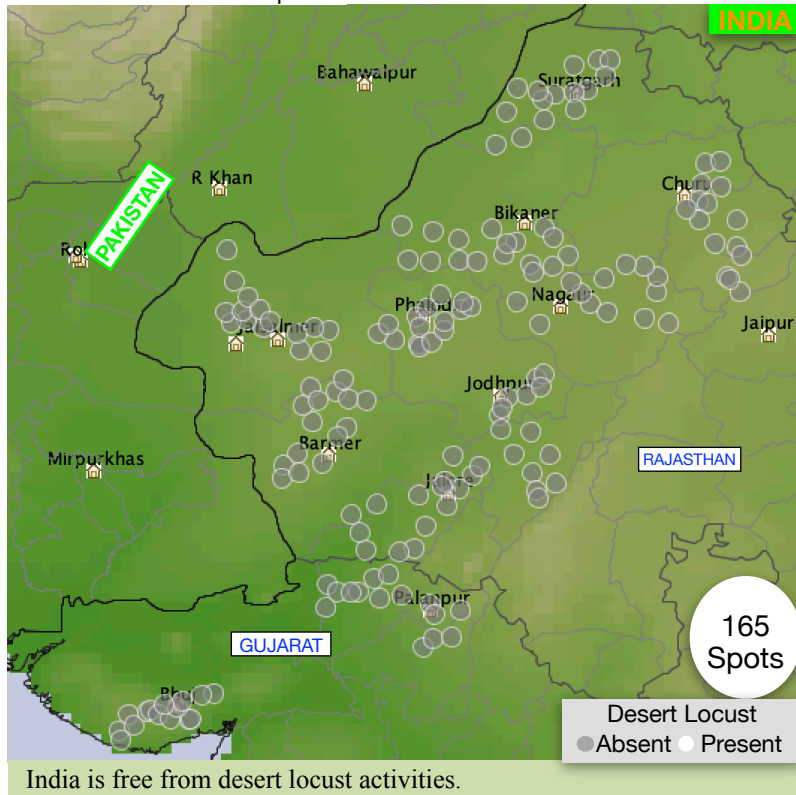 INDIA
Bahawalpur
Suratgarh
R Khan
Churu
PAKISTAN
Bikaner
Nagaur
Jaipur
Jaisalmer
Jodhpur
Barmer
Mirpurkhas
RAJASTHAN
Jalore
Palanpur
GUJARAT
165
Spots
Bhuj
Desert Locust
Absent Present
India is free from desert locust activities.